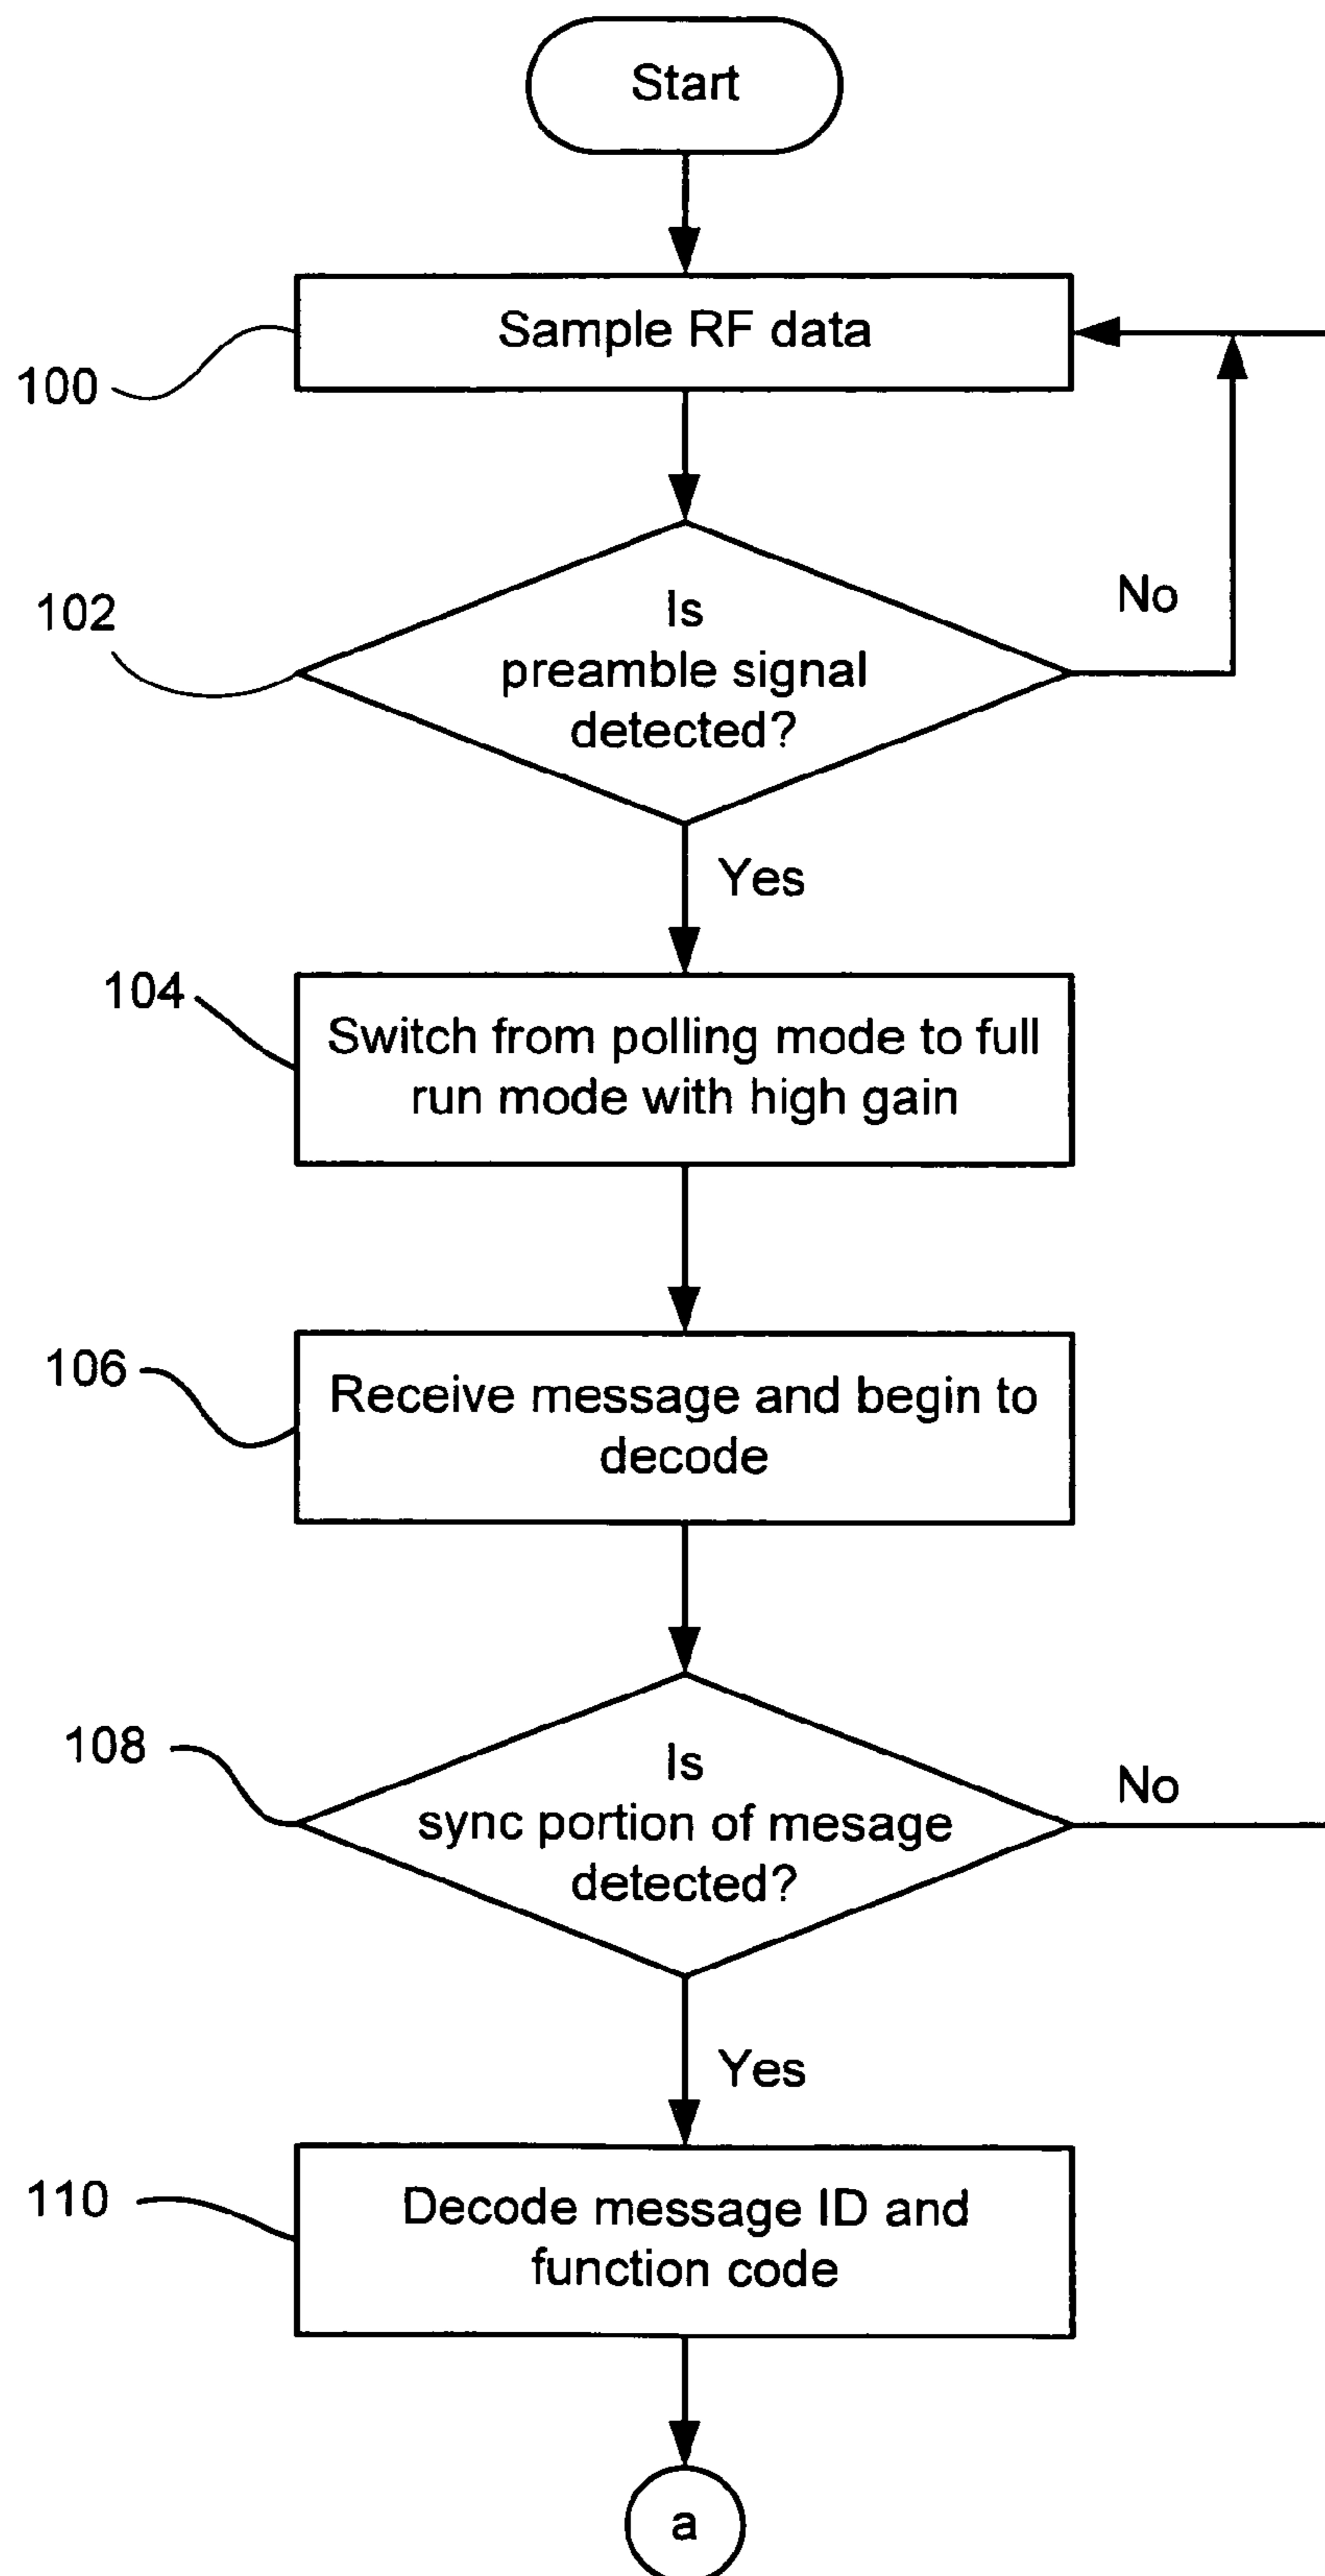 Start
Sample RF data
100
102
Is
preamble signal
detected?
No
Yes
104
Switch from polling mode to full
run mode with high gain
106
Receive message and begin to
decode
108
Is
sync portion of mesage
detected?
No
Yes
110
Decode message ID and
function code
a